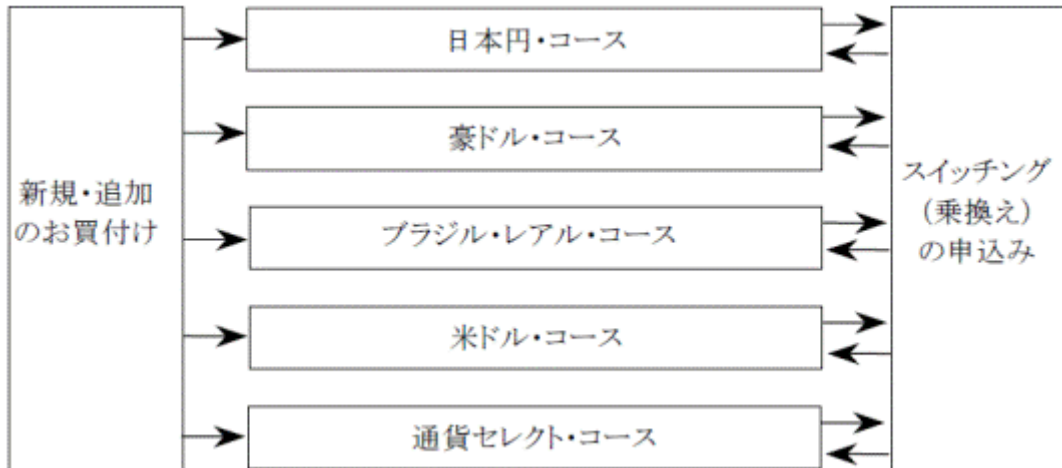 新規・追加
のお買付け
日本円・コース
豪ドル・コース
ブラジル・レアル・コース
米ドル・コース
通貨セレクト・コース
スイッチング
（乗換え）
の申込み